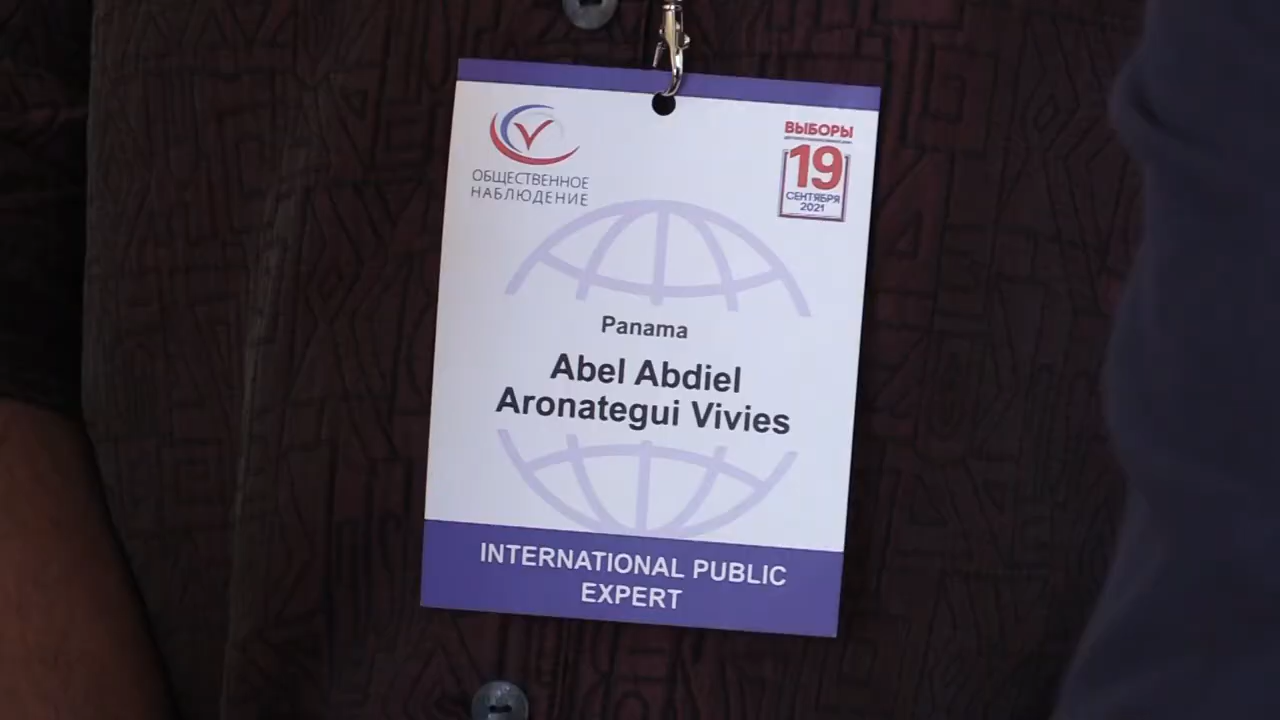 ОБЩЕСТВЕННОЕ
НАБЛЮДЕНИЕ
ВЫБОРЫ
19
СЕНТЯБРЯ
2021
Panama
Abel Abdiel
Aronategui Vivies
INTERNATIONAL PUBLIC
EXPERT